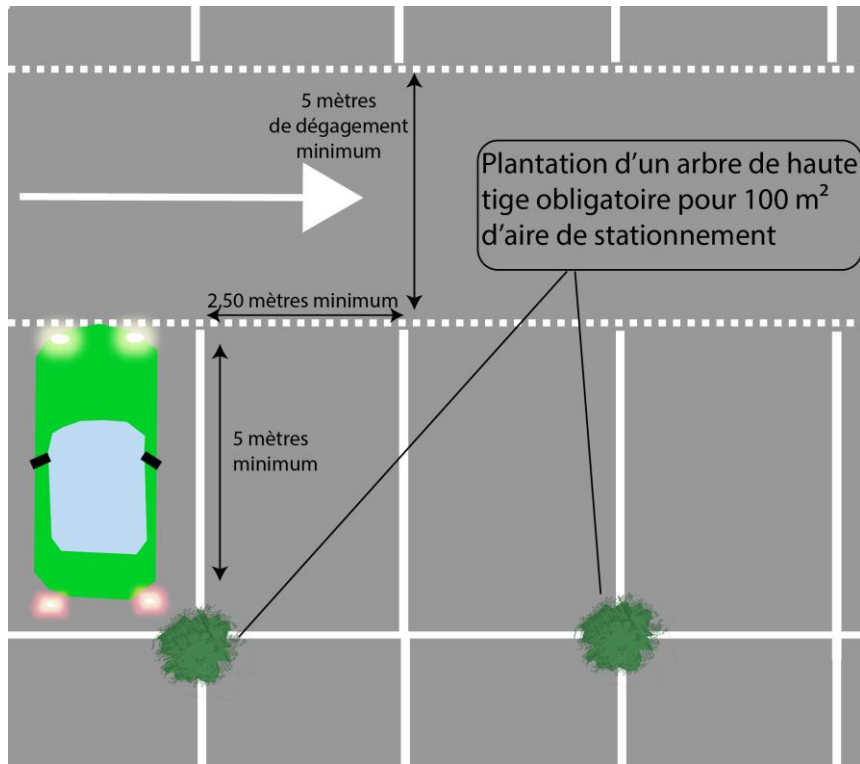 5 mètres
de dégagement
minimum
Plantation d’un arbre de haute
tige obligatoire pour 100 m²
d’aire de stationnement
2,50 mètres minimum
5 mètres
minimum